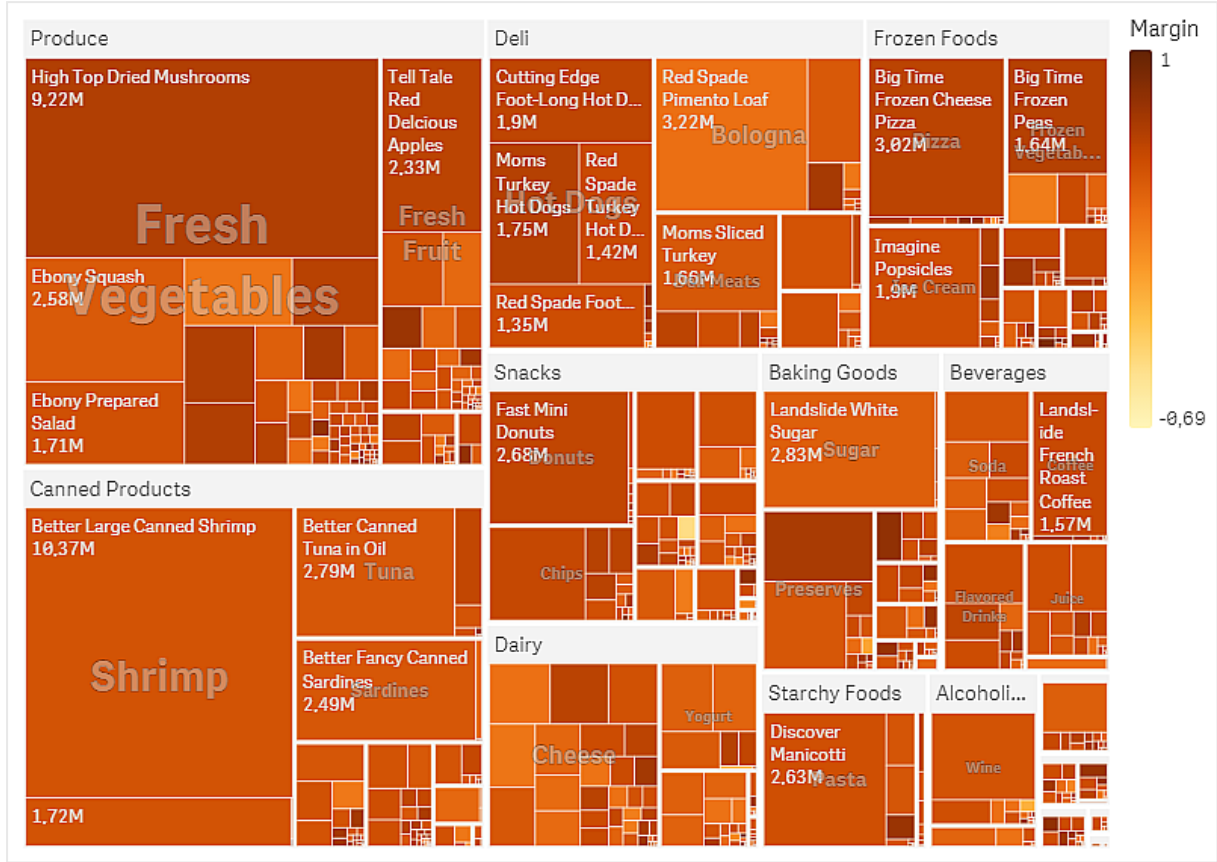 Produce
High Top Dried Mushrooms
9,22M
Fresh
Vegetables
Ebony Squash
2,58M
Ebony Prepared
Salad
1,71M
Tell Tale
Red
Delcious
Apples
2,33M
Fresh
Fruit
Canned Products
Better Large Canned Shrimp
10,37M
Shrimp
1,72M
Better Canned
Tuna in Oil
2,79M
Tuna
Better Fancy Canned
Sardines
2,49M
Sardines
Deli
Cutting Edge
Foot-Long Hot D...
1,9M
Moms
Turkey
Hot Dogs
1,75M
Red
Spade
Turkey
Hot D...
1,42M
Hot Dogs
Red Spade Foot...
1,35M
Red Spade
Pimento Loaf
3,22M
Bologna
Moms Sliced
Turkey
1,66M
Deli Meats
Frozen Foods
Big Time
Frozen Cheese
Pizza
3,02M
Pizza
Big Time
Frozen
Peas
1,64M
Frozen
Vegetab...
Imagine
Popsicles
1,9M
Ice Cream
Snacks
Fast Mini
Donuts
2,68M
Donuts
Chips
Dairy
Cheese
Yogurt
Baking Goods
Landslide White
Sugar
2,83M
Sugar
Preserves
Beverages
Soda
Landsl-
ide
French
Roast
Coffee
1,57M
Coffee
Flavored
Drinks
Juice
Starchy Foods
Discover
Manicotti
2,63M
Pasta
Alcoholi...
Wine
Margin
1
-0,69